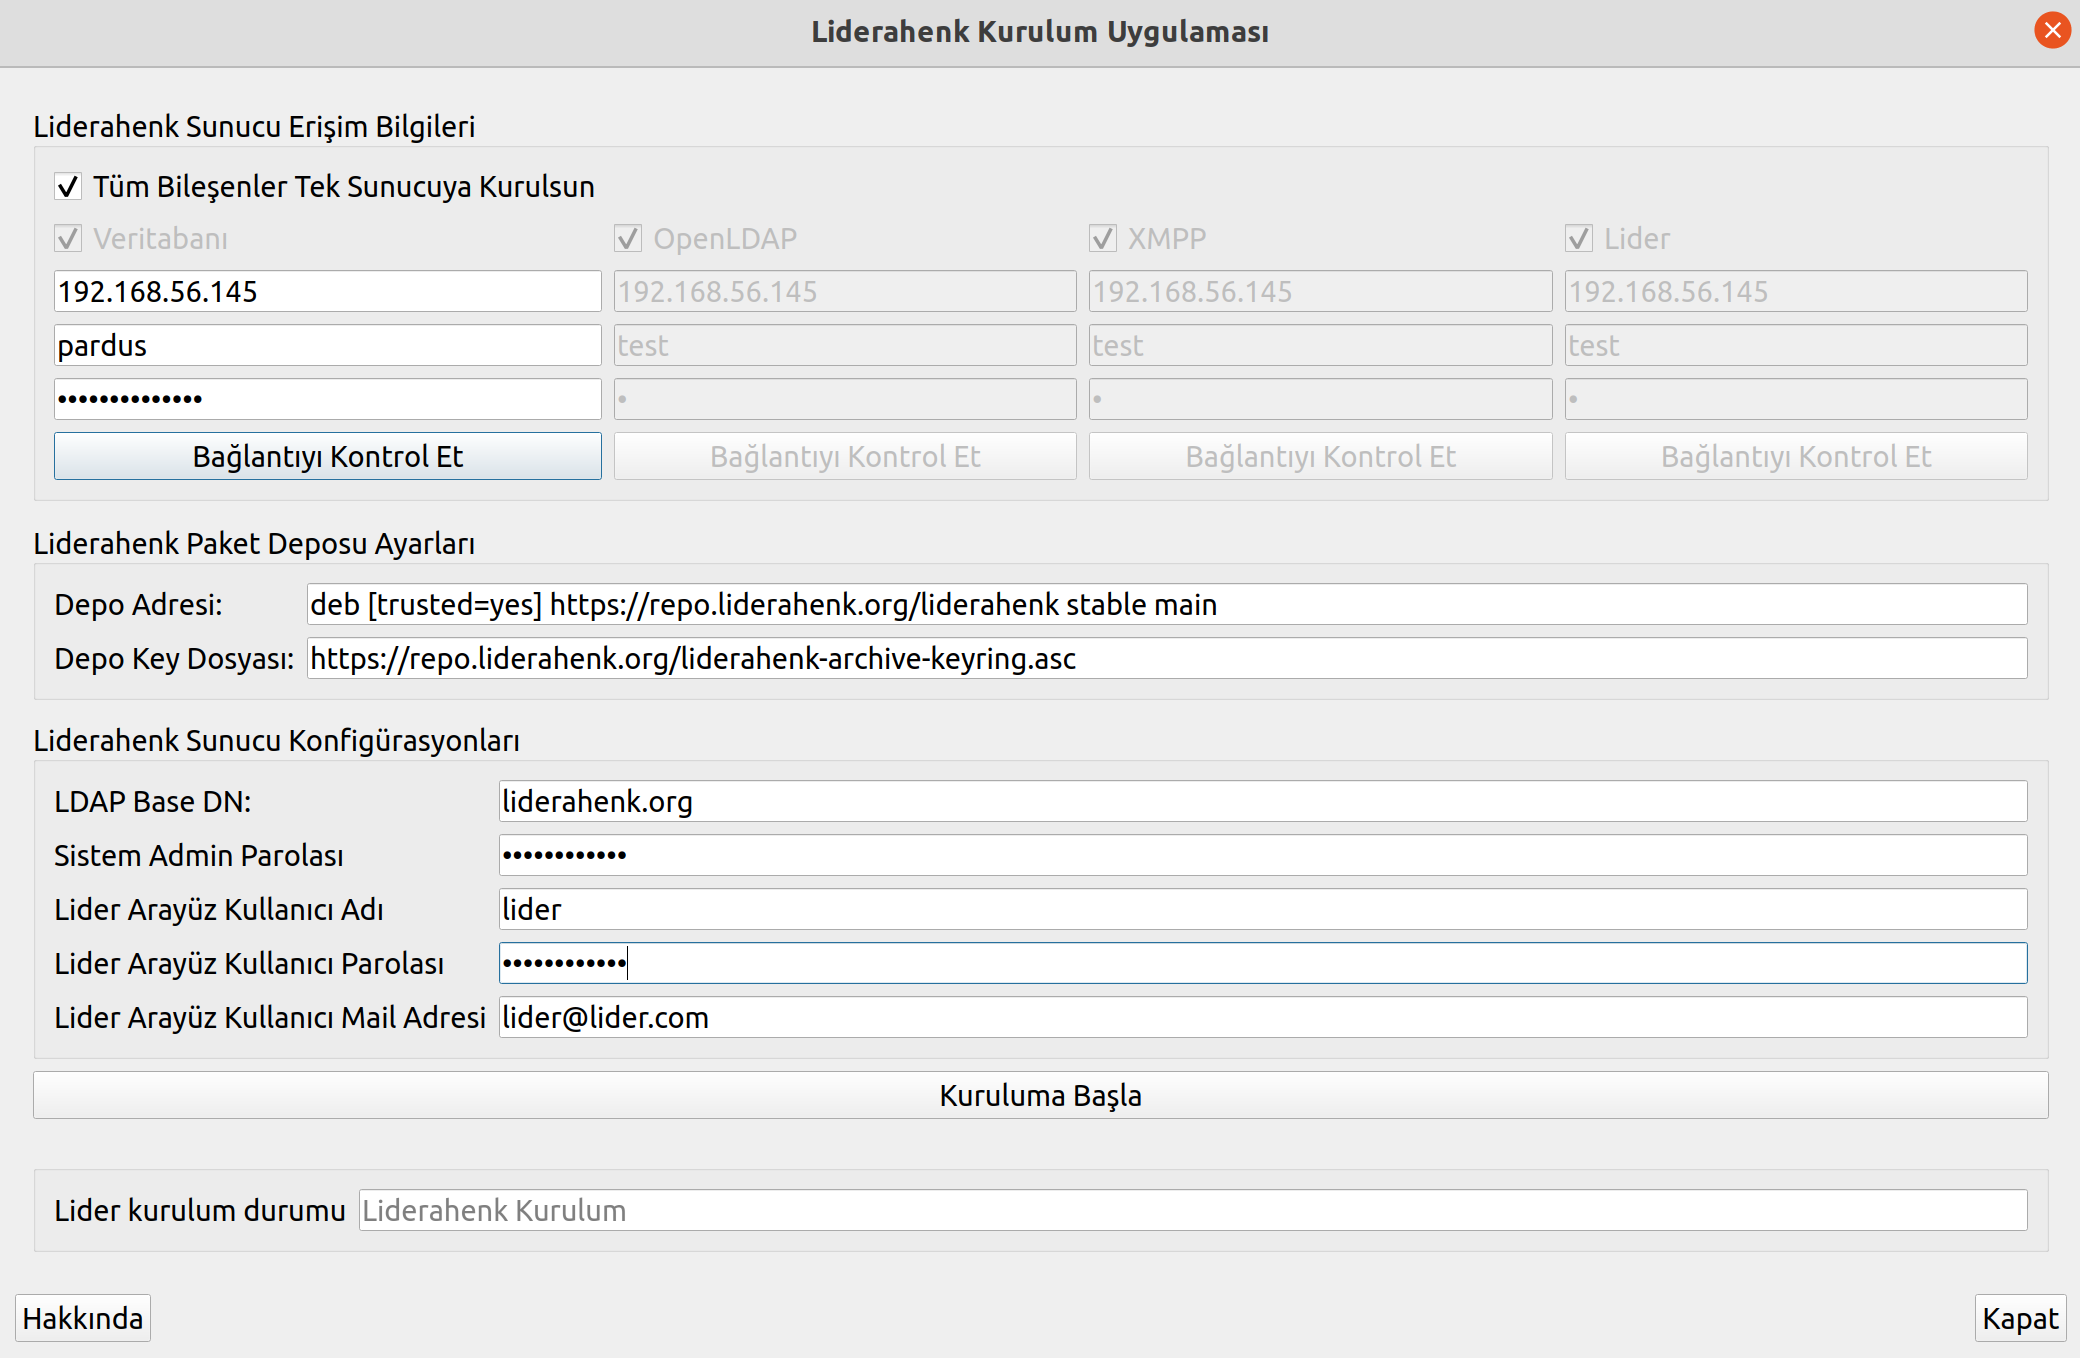 Liderahenk Kurulum Uygulaması
Liderahenk Sunucu Erişim Bilgileri
Tüm Bileşenler Tek Sunucuya Kurulsun
Veritabanı OpenLDAP XMPP Lider
192.168.56.145 192.168.56.145 192.168.56.145 192.168.56.145
pardus test test test
•••••••••••••• • • •
Bağlantıyı Kontrol Et Bağlantıyı Kontrol Et Bağlantıyı Kontrol Et Bağlantıyı Kontrol Et
Liderahenk Paket Deposu Ayarları
Depo Adresi: deb [trusted=yes] https://repo.liderahenk.org/liderahenk stable main
Depo Key Dosyası: https://repo.liderahenk.org/liderahenk-archive-keyring.asc
Liderahenk Sunucu Konfigürasyonları
LDAP Base DN: liderahenk.org
Sistem Admin Parolası ••••••••••••
Lider Arayüz Kullanıcı Adı lider
Lider Arayüz Kullanıcı Parolası ••••••••••••
Lider Arayüz Kullanıcı Mail Adresi lider@lider.com
Kuruluma Başla
Lider kurulum durumu Liderahenk Kurulum
Hakkında Kapat